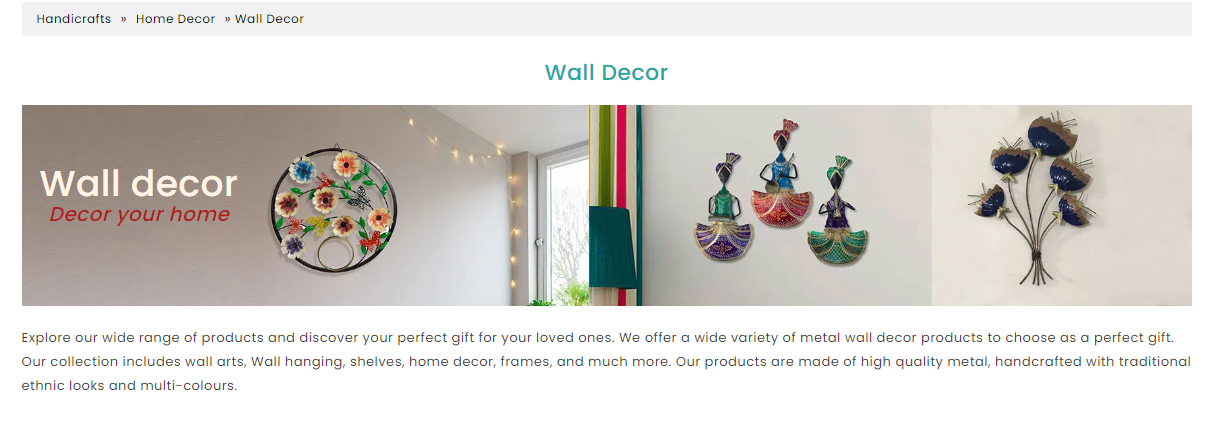 Handicrafts » Home Decor » Wall Decor
Wall Decor
Wall decor
Decor your home
Explore our wide range of products and discover your perfect gift for your loved ones. We offer a wide variety of metal wall decor products to choose as a perfect gift.
Our collection includes wall arts, Wall hanging, shelves, home decor, frames, and much more. Our products are made of high quality metal, handcrafted with traditional
ethnic looks and multi-colours.